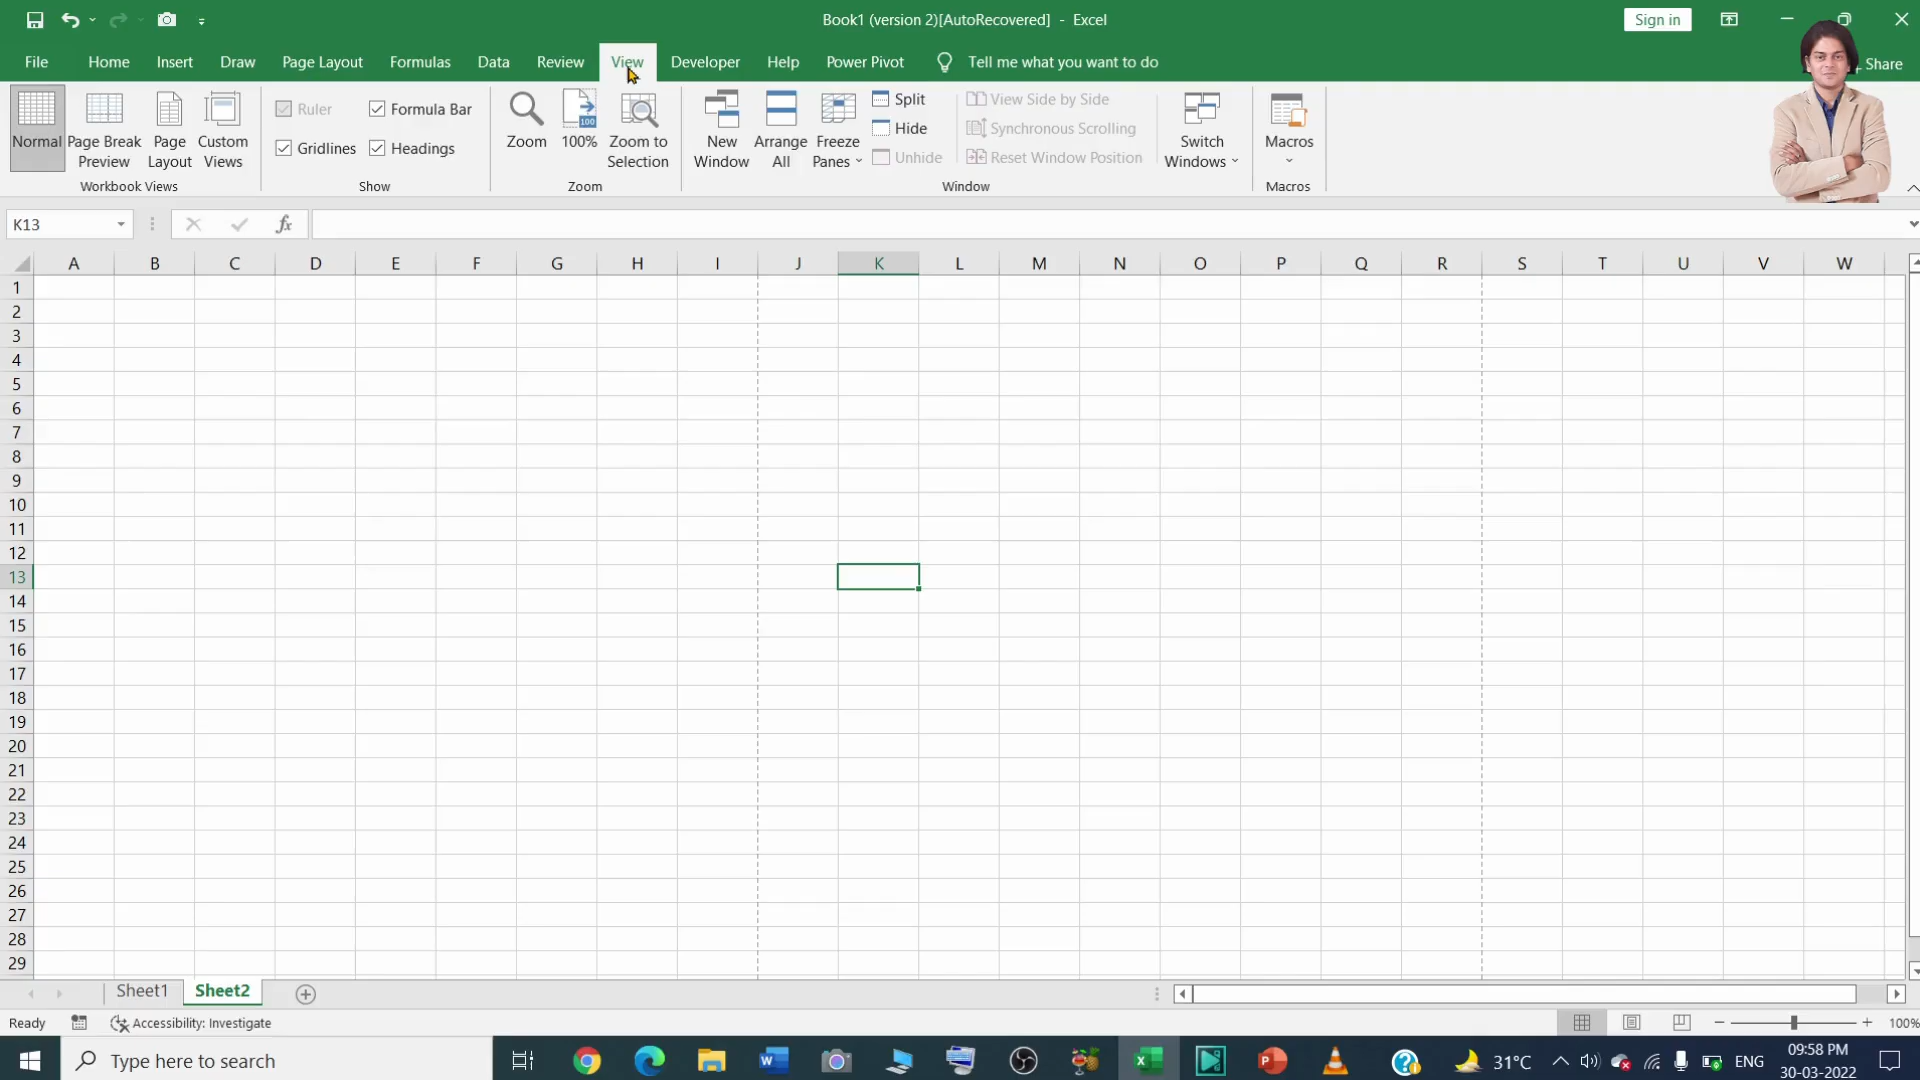 Book1 (version 2)[AutoRecovered] - Excel
Sign in
File Home Insert Draw Page Layout Formulas Data Review View Developer Help Power Pivot Tell me what you want to do Share
Normal
Page Break Preview
Page Layout
Custom Views
Workbook Views
Ruler
Formula Bar
Gridlines
Headings
Show
Zoom
100
100%
Zoom to Selection
Zoom
New Window
Arrange All
Freeze Panes
Split
Hide
Unhide
View Side by Side
Synchronous Scrolling
Reset Window Position
Window
Switch Windows
Macros
Macros
K13
fx
A B C D E F G H I J K L M N O P Q R S T U V W
1
2
3
4
5
6
7
8
9
10
11
12
13
14
15
16
17
18
19
20
21
22
23
24
25
26
27
28
29
Sheet1 Sheet2
Ready Accessibility: Investigate 100%
Type here to search
31°C ENG
09:58 PM
30-03-2022